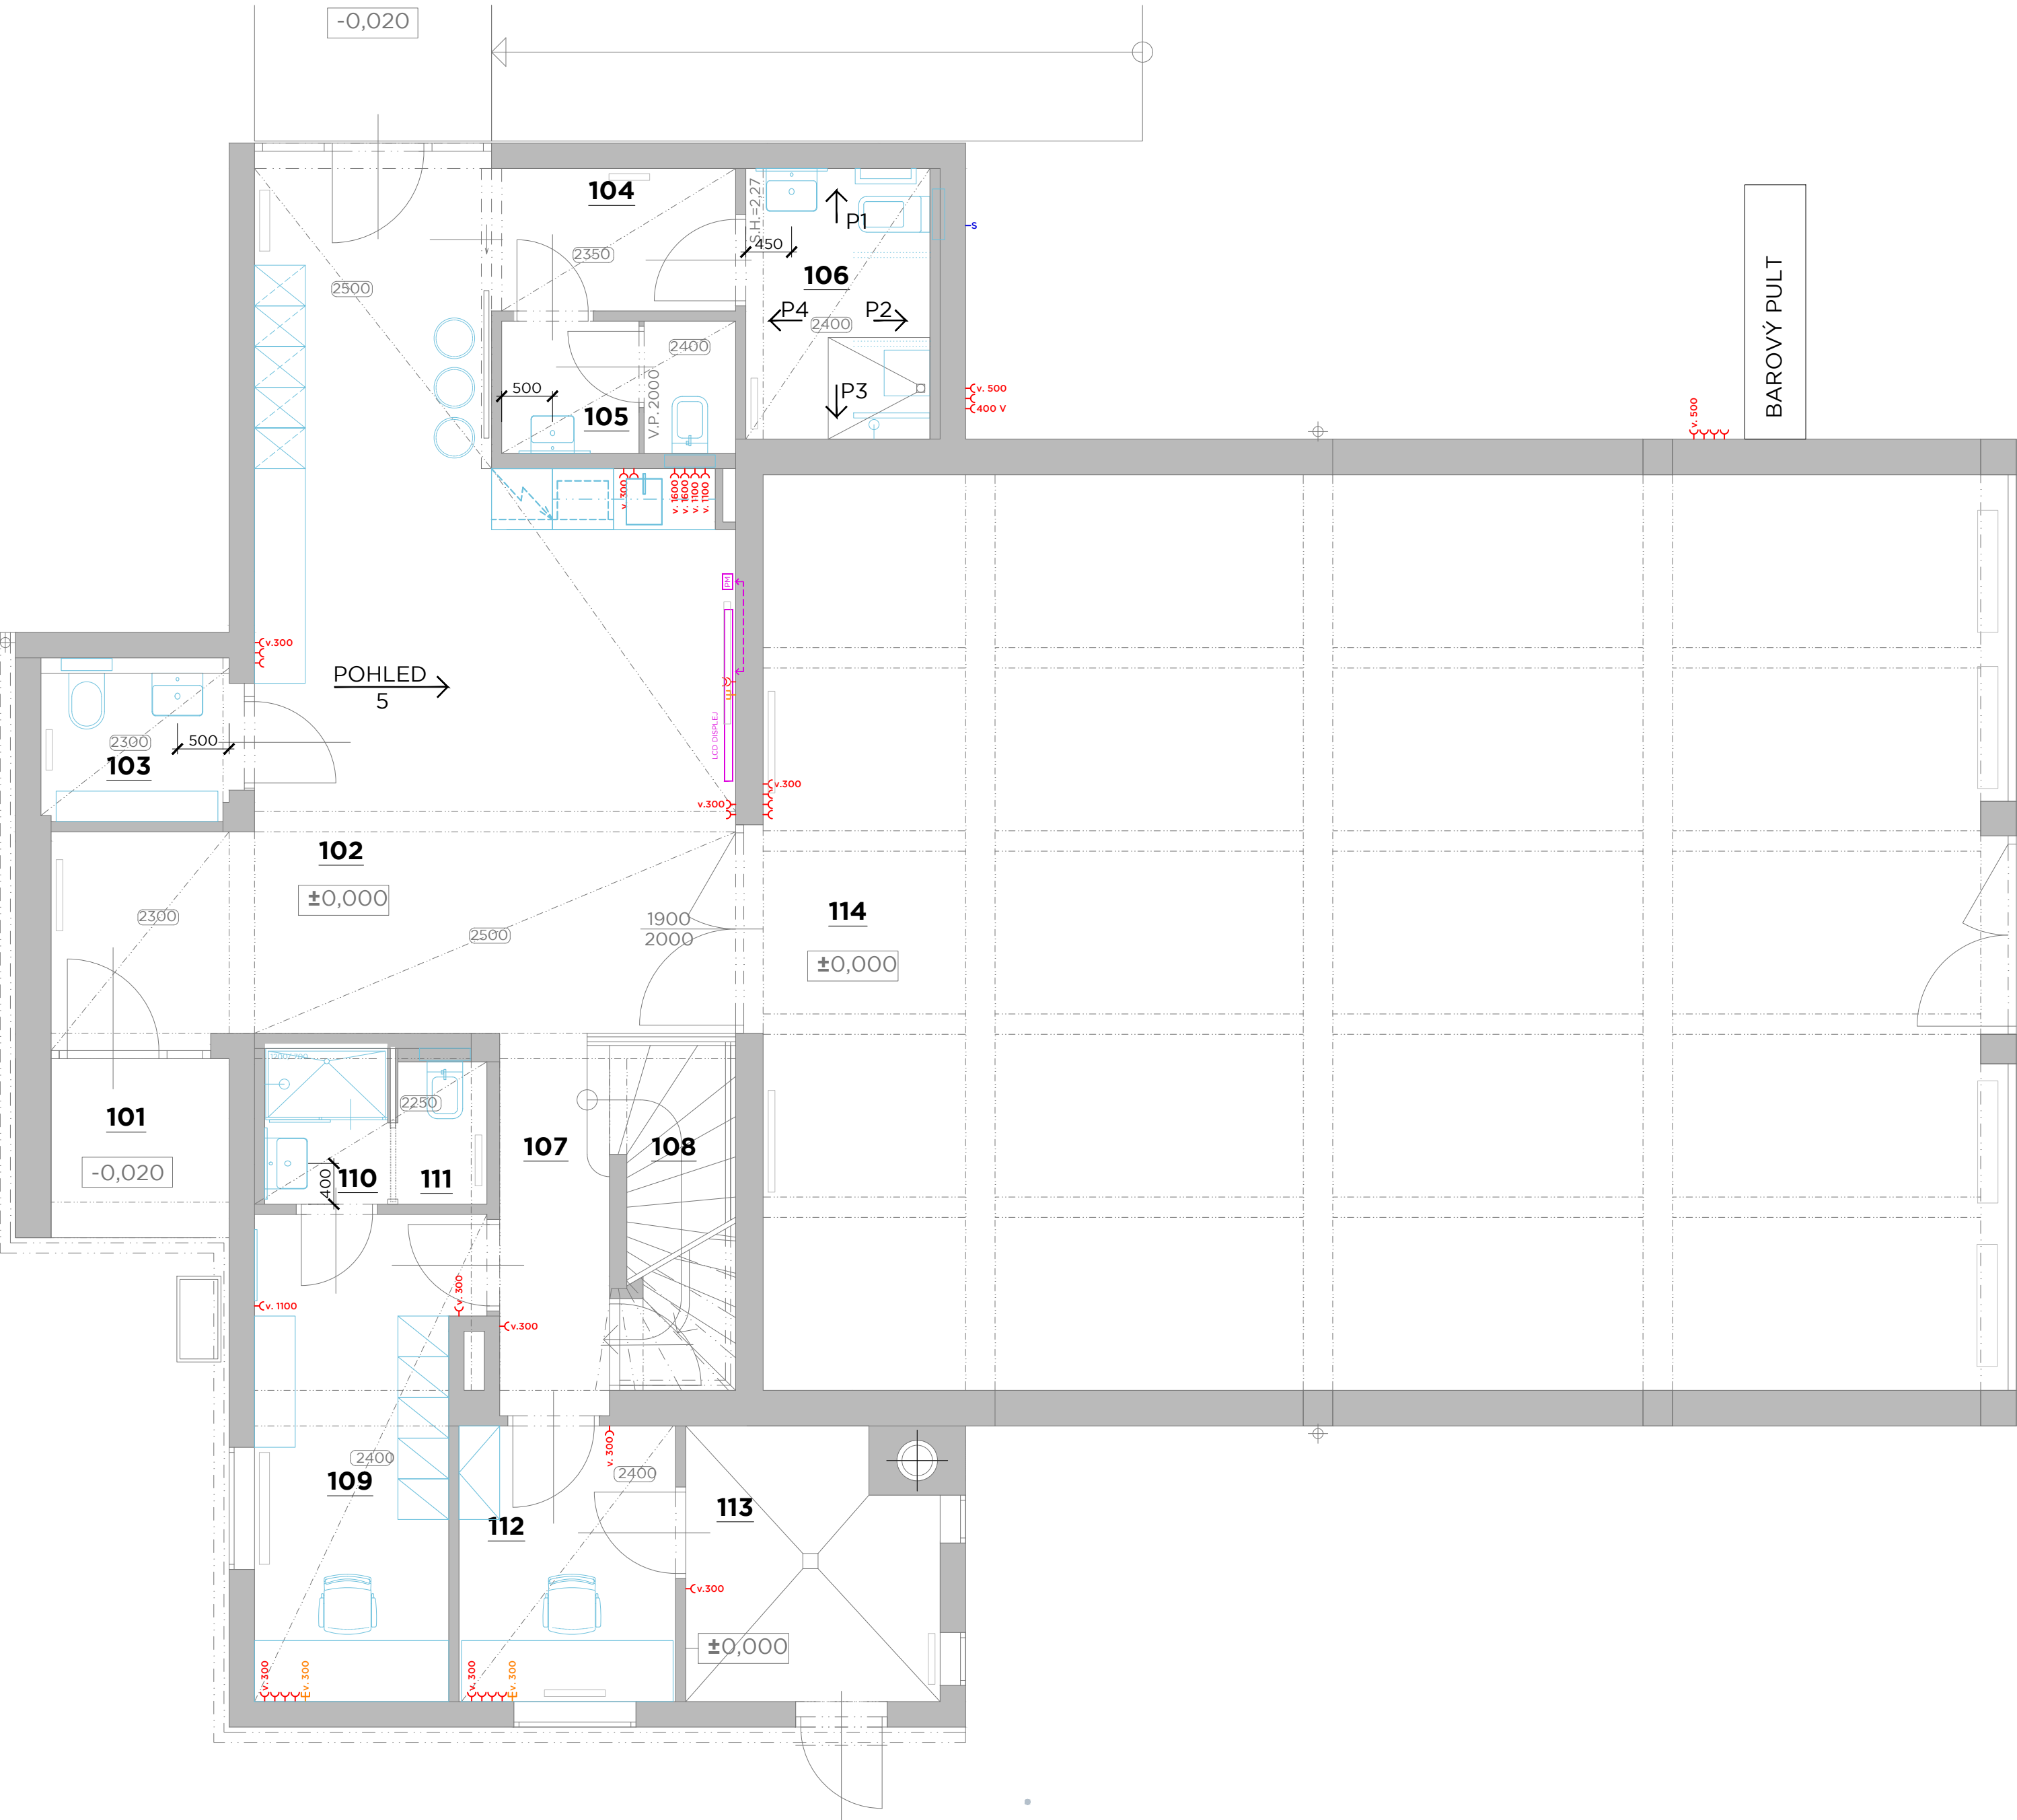 -0,020
104
S.H.=2,27
P1
S
450
2350
106
2500
P4
P2
2400
BAROVÝ PULT
2400
V.P. 2000
500
105
P3
v. 500
400 V
v. 500
v. 300
v. 1600
v. 1600
v. 1100
v. 1100
PM
v.300
POHLED
5
LCD DISPLEJ
2300
500
103
v.300
v.300
102
±0,000
2300
2500
1900
2000
114
±0,000
101
-0,020
2250
107
108
110
111
400
v. 1100
v. 300
v.300
2400
109
v. 300
2400
112
113
v.300
±0,000
v. 300
v. 300
v. 300
v. 300